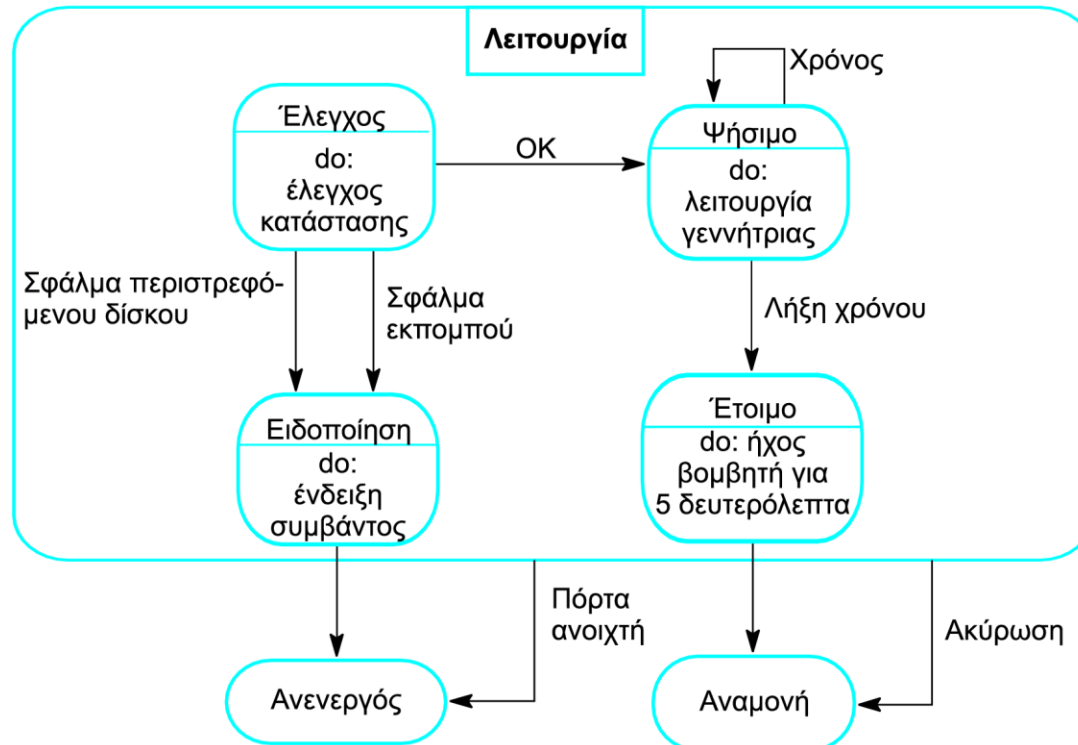 Λειτουργία
Χρόνος
Έλεγχος
do:
έλεγχος
κατάστασης
OK
Ψήσιμο
do:
λειτουργία
γεννήτριας
Σφάλμα περιστρεφό-
μενου δίσκου
Σφάλμα
εκπομπού
Λήξη χρόνου
Ειδοποίηση
do:
ένδειξη
συμβάντος
Έτοιμο
do: ήχος
βομβητή για
5 δευτερόλεπτα
Πόρτα
ανοιχτή
Ακύρωση
Ανενεργός
Αναμονή